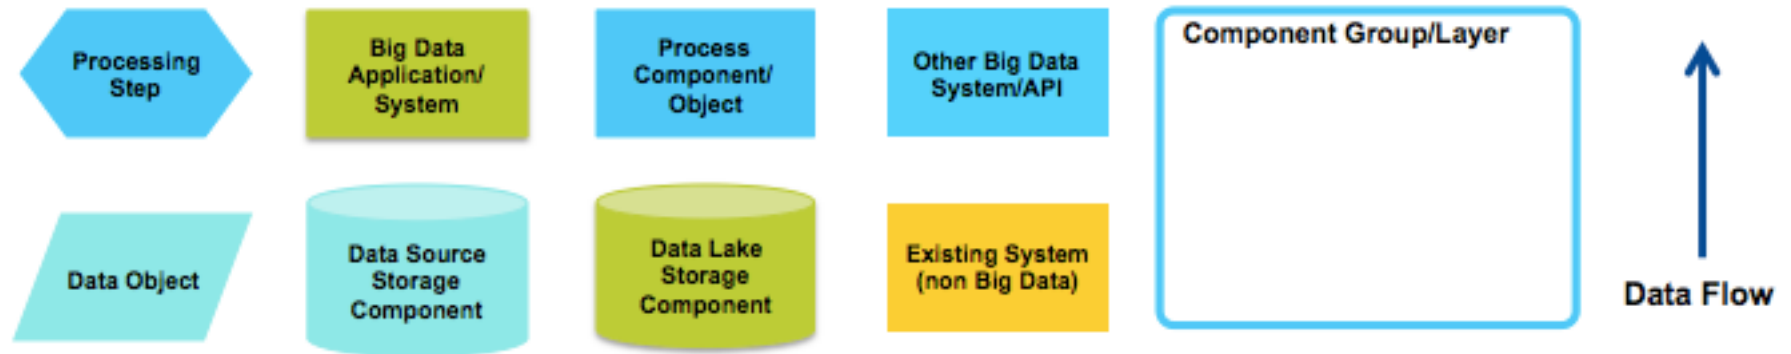 Processing
Step
Big Data
Application/
System
Process
Component/
Object
Other Big Data
System/API
Component Group/Layer
Data Object
Data Source
Storage
Component
Data Lake
Storage
Component
Existing System
(non Big Data)
Data Flow